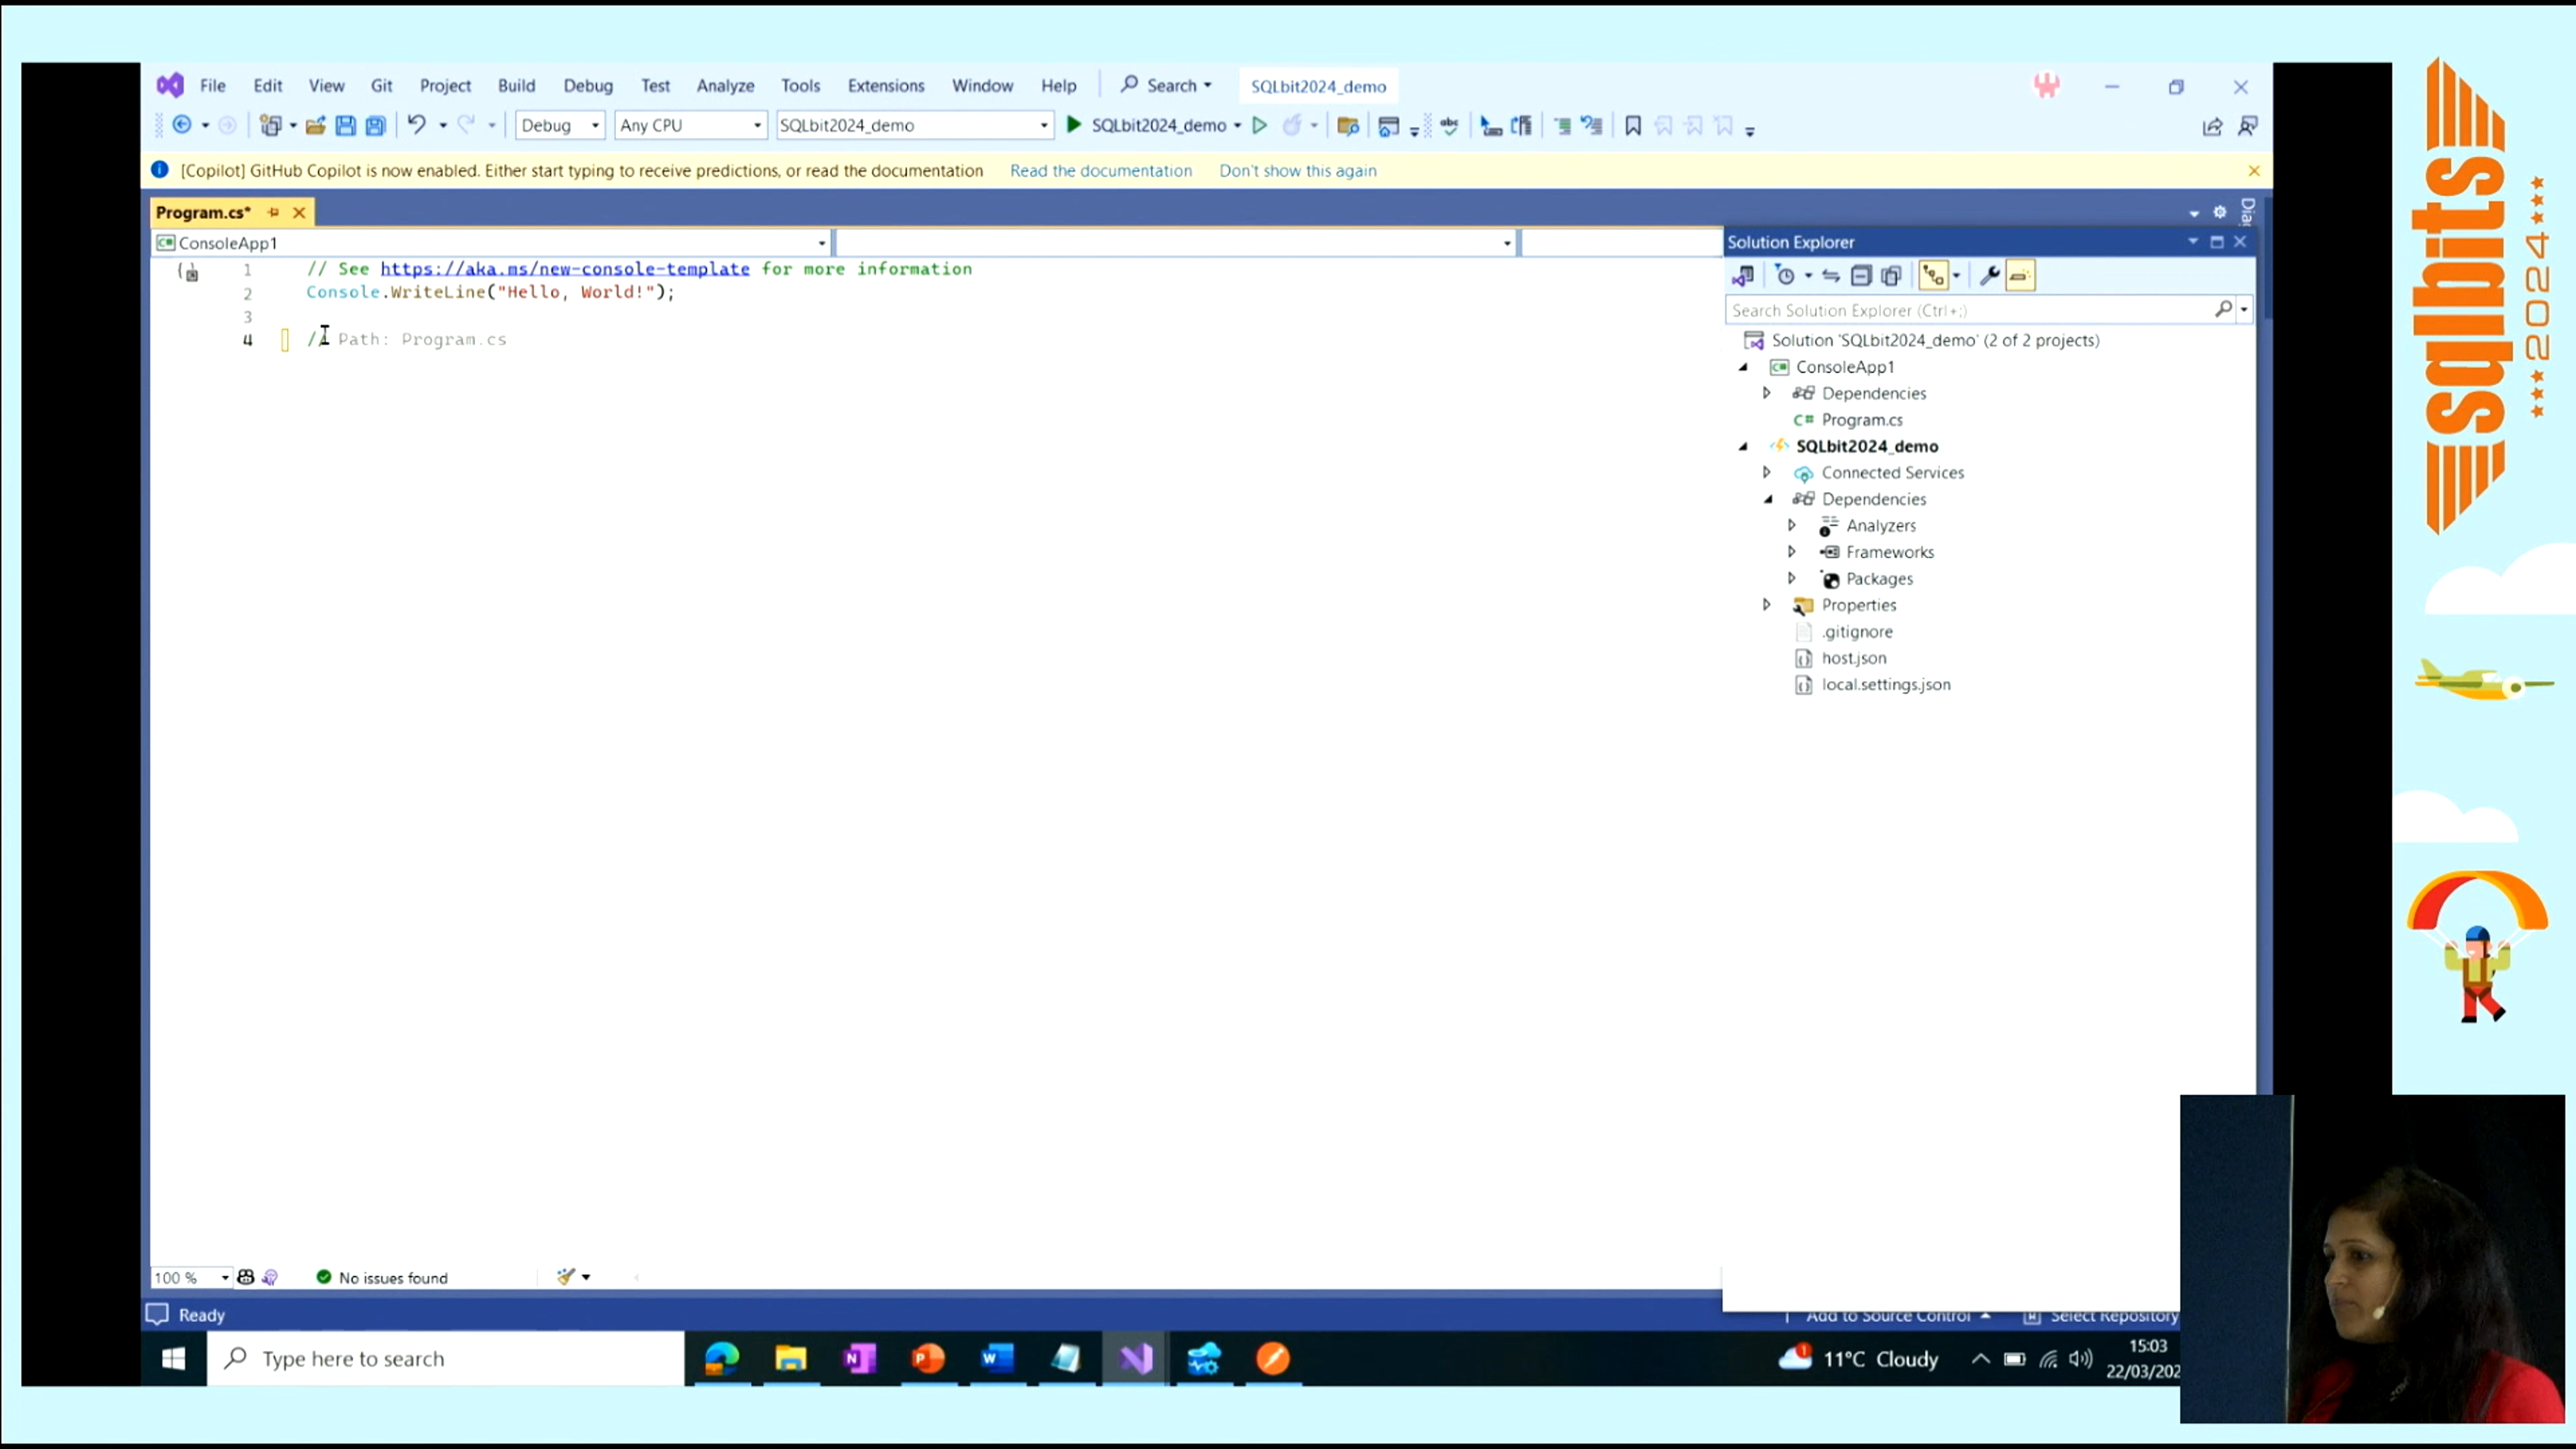 File Edit View Git Project Build Debug Test Analyze Tools Extensions Window Help Search SQLbit2024_demo
Debug Any CPU SQLbit2024_demo SQLbit2024_demo
[Copilot] GitHub Copilot is now enabled. Either start typing to receive predictions, or read the documentation Read the documentation Don't show this again
Program.cs*
ConsoleApp1
1 // See https://aka.ms/new-console-template for more information
2 Console.WriteLine("Hello, World!");
3
4 // Path: Program.cs
Solution Explorer
Search Solution Explorer (Ctrl+;)
Solution 'SQLbit2024_demo' (2 of 2 projects)
ConsoleApp1
Dependencies
Program.cs
SQLbit2024_demo
Connected Services
Dependencies
Analyzers
Frameworks
Packages
Properties
.gitignore
host.json
local.settings.json
100 % No issues found
Ready Add to Source Control Select Repository
Type here to search
11°C Cloudy
15:03
22/03/202
sqlbits
2024